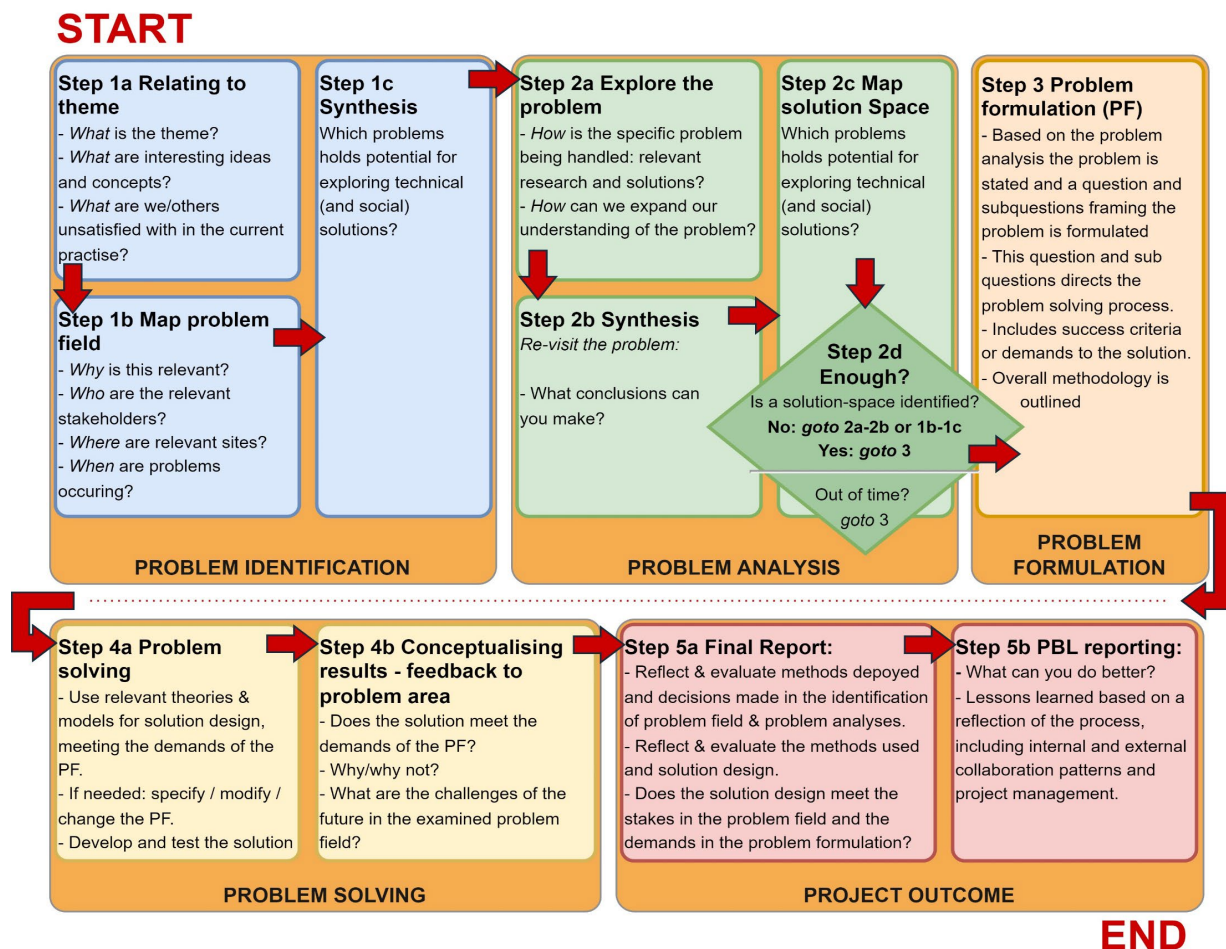 START
Step 1a Relating to
theme
- What is the theme?
- What are interesting ideas
and concepts?
- What are we/others
unsatisfied with in the current
practise?
Step 1b Map problem
field
- Why is this relevant?
- Who are the relevant
stakeholders?
- Where are relevant sites?
- When are problems
occuring?
Step 1c
Synthesis
Which problems
holds potential for
exploring technical
(and social)
solutions?
PROBLEM IDENTIFICATION
Step 2a Explore the
problem
- How is the specific problem
being handled: relevant
research and solutions?
- How can we expand our
understanding of the problem?
Step 2b Synthesis
Re-visit the problem:
- What conclusions can
you make?
Step 2c Map
solution Space
Which problems
holds potential for
exploring technical
(and social)
solutions?
Step 2d
Enough?
Is a solution-space identified?
No: goto 2a-2b or 1b-1c
Yes: goto 3
Out of time?
goto 3
PROBLEM ANALYSIS
Step 3 Problem
formulation (PF)
- Based on the problem
analysis the problem is
stated and a question and
subquestions framing the
problem is formulated
- This question and sub
questions directs the
problem solving process.
- Includes success criteria
or demands to the solution.
- Overall methodology is
outlined
PROBLEM
FORMULATION
Step 4a Problem
solving
- Use relevant theories &
models for solution design,
meeting the demands of the
PF.
- If needed: specify / modify /
change the PF.
- Develop and test the solution
Step 4b Conceptualising
results - feedback to
problem area
- Does the solution meet the
demands of the PF?
- Why/why not?
- What are the challenges of the
future in the examined problem
field?
PROBLEM SOLVING
Step 5a Final Report:
- Reflect & evaluate methods depoyed
and decisions made in the identification
of problem field & problem analyses.
- Reflect & evaluate the methods used
and solution design.
- Does the solution design meet the
stakes in the problem field and the
demands in the problem formulation?
Step 5b PBL reporting:
- What can you do better?
- Lessons learned based on a
reflection of the process,
including internal and external
collaboration patterns and
project management.
PROJECT OUTCOME
END